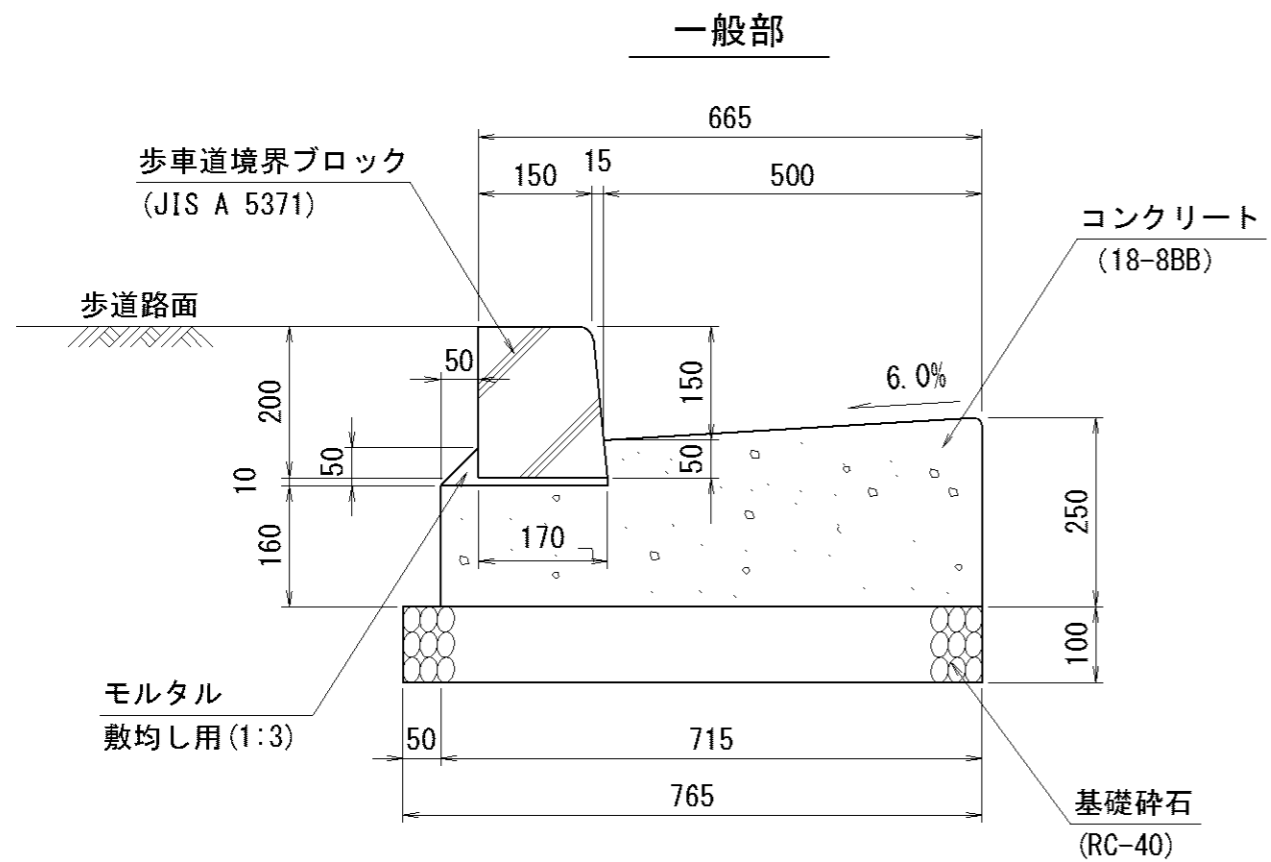 一般部
665
歩車道境界ブロック
(JIS A 5371)
150
15
500
コンクリート
(18-8BB)
歩道路面
50
200
150
6.0%
50
50
10
160
170
250
100
モルタル
敷均し用(1:3)
50
715
765
基礎砕石
(RC-40)